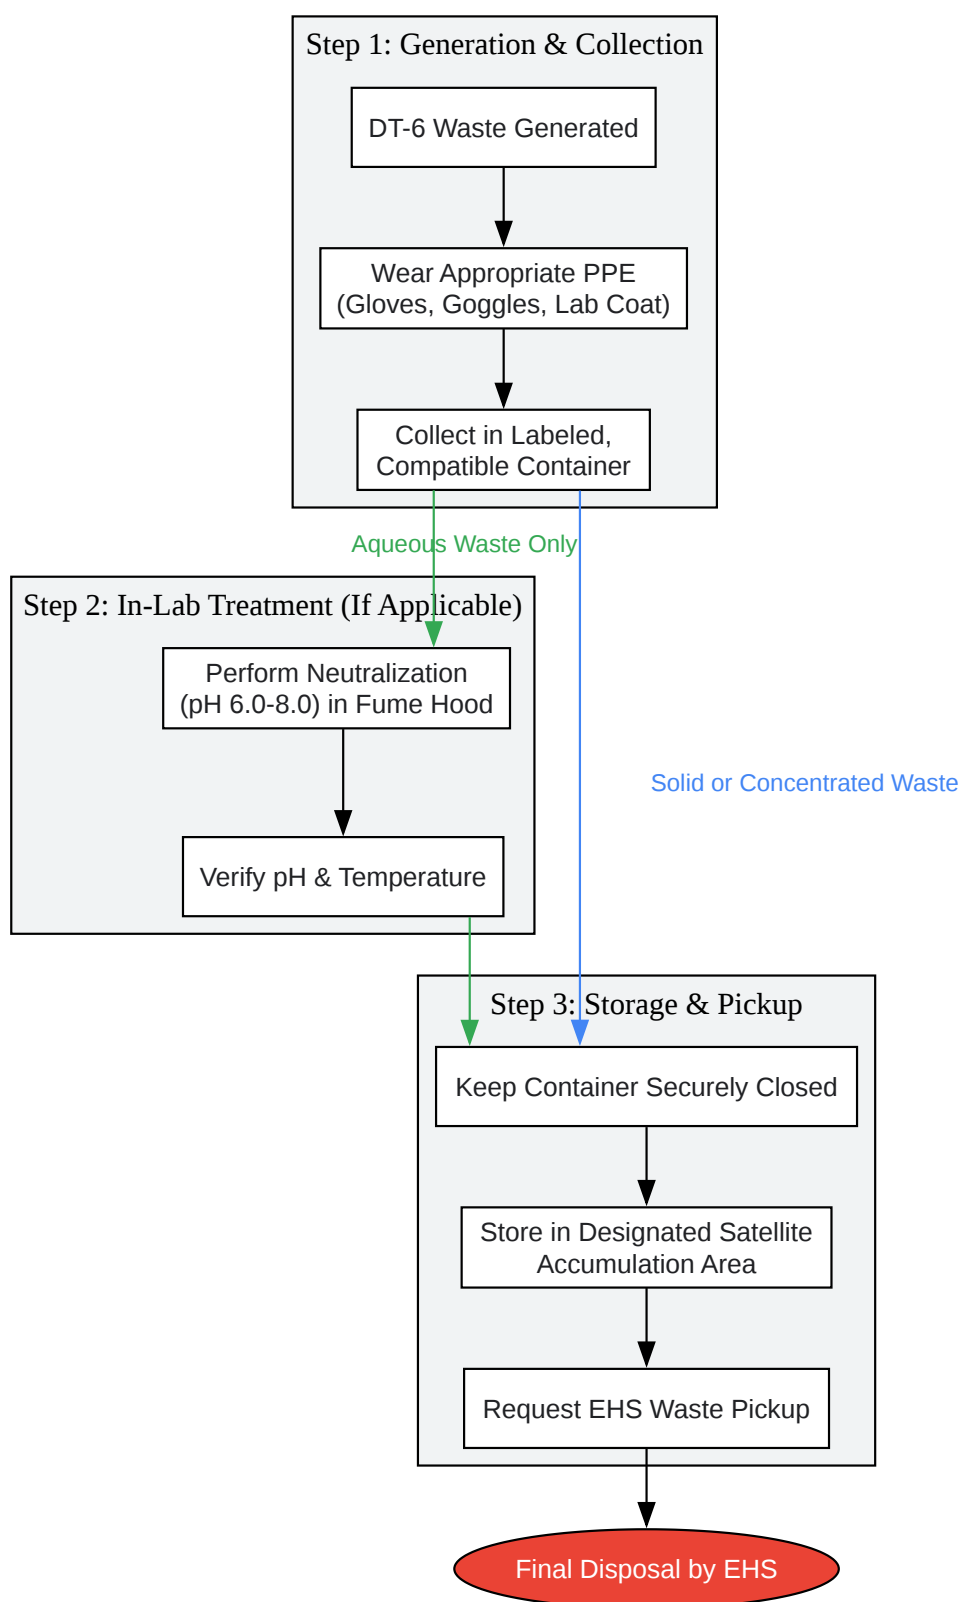 Step 1: Generation & Collection
DT-6 Waste Generated
Wear Appropriate PPE
(Gloves, Goggles, Lab Coat)
Collect in Labeled,
Compatible Container
Aqueous Waste Only
Step 2: In-Lab Treatment (If Applicable)
Perform Neutralization
(pH 6.0-8.0) in Fume Hood
Solid or Concentrated Waste
Verify pH & Temperature
Step 3: Storage & Pickup
Keep Container Securely Closed
Store in Designated Satellite
Accumulation Area
Request EHS Waste Pickup
Final Disposal by EHS